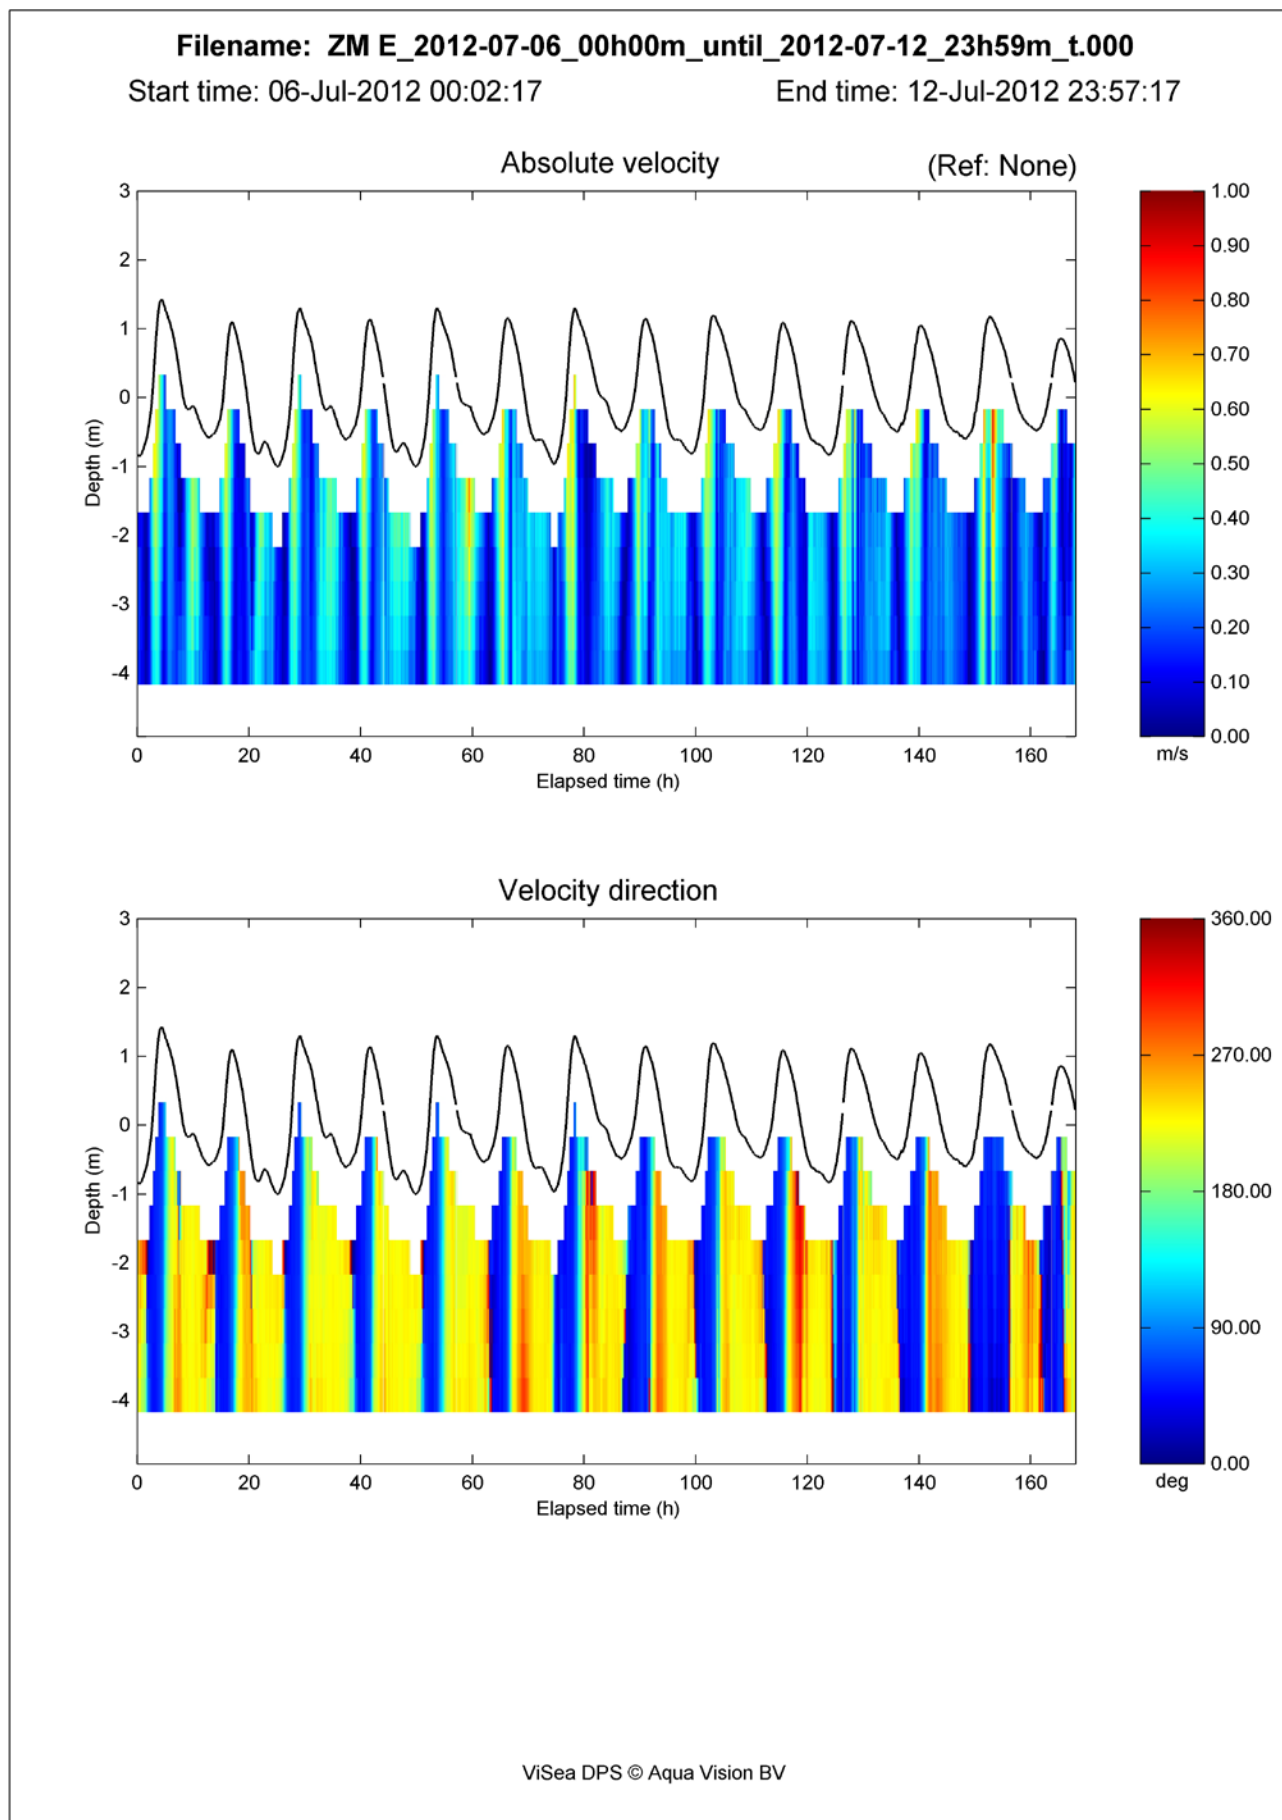 Filename: ZM E_2012-07-06_00h00m_until_2012-07-12_23h59m_t.000
Start time: 06-Jul-2012 00:02:17 End time: 12-Jul-2012 23:57:17
Absolute velocity (Ref: None)
3
2
1
0
-1
-2
-3
-4
Depth (m)
0 20 40 60 80 100 120 140 160
Elapsed time (h)
1.00
0.90
0.80
0.70
0.60
0.50
0.40
0.30
0.20
0.10
0.00
m/s
Velocity direction
3
2
1
0
-1
-2
-3
-4
Depth (m)
0 20 40 60 80 100 120 140 160
Elapsed time (h)
360.00
270.00
180.00
90.00
0.00
deg
ViSea DPS © Aqua Vision BV